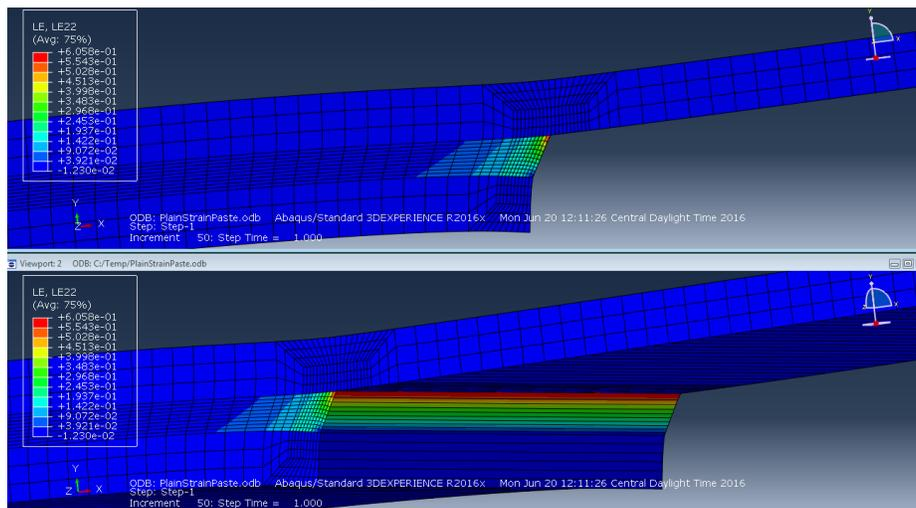 LE, LE22
(Avg: 75%)
+6.058e-01
+5.543e-01
+5.028e-01
+4.513e-01
+3.998e-01
+3.483e-01
+2.968e-01
+2.453e-01
+1.937e-01
+1.422e-01
+9.072e-02
+3.921e-02
-1.230e-02
Y
X
Y
Z X
ODB: PlainStrainPaste.odb Abaqus/Standard 3DEXPERIENCE R2016x Mon Jun 20 12:11:26 Central Daylight Time 2016
Step: Step-1
Increment 50: Step Time = 1.000
Viewport: 2 ODB: C:/Temp/PlainStrainPaste.odb
LE, LE22
(Avg: 75%)
+6.058e-01
+5.543e-01
+5.028e-01
+4.513e-01
+3.998e-01
+3.483e-01
+2.968e-01
+2.453e-01
+1.937e-01
+1.422e-01
+9.072e-02
+3.921e-02
-1.230e-02
Y
X
Y
Z X
ODB: PlainStrainPaste.odb Abaqus/Standard 3DEXPERIENCE R2016x Mon Jun 20 12:11:26 Central Daylight Time 2016
Step: Step-1
Increment 50: Step Time = 1.000